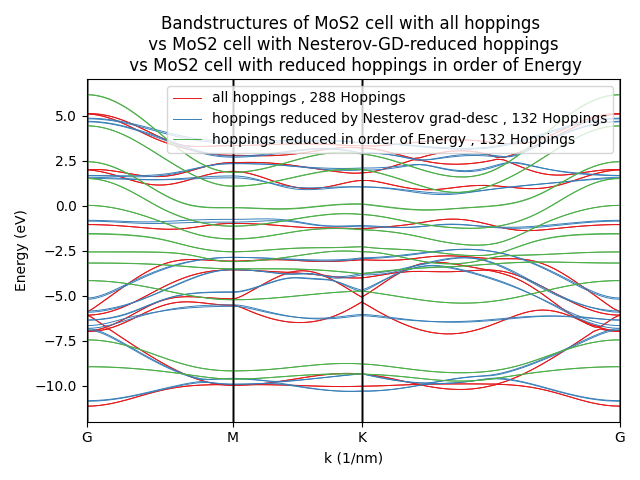 Bandstructures of MoS2 cell with all hoppings
vs MoS2 cell with Nesterov-GD-reduced hoppings
vs MoS2 cell with reduced hoppings in order of Energy
all hoppings , 288 Hoppings
hoppings reduced by Nesterov grad-desc , 132 Hoppings
hoppings reduced in order of Energy , 132 Hoppings
Energy (eV)
5.0
2.5
0.0
−2.5
−5.0
−7.5
−10.0
G
M
K
G
k (1/nm)